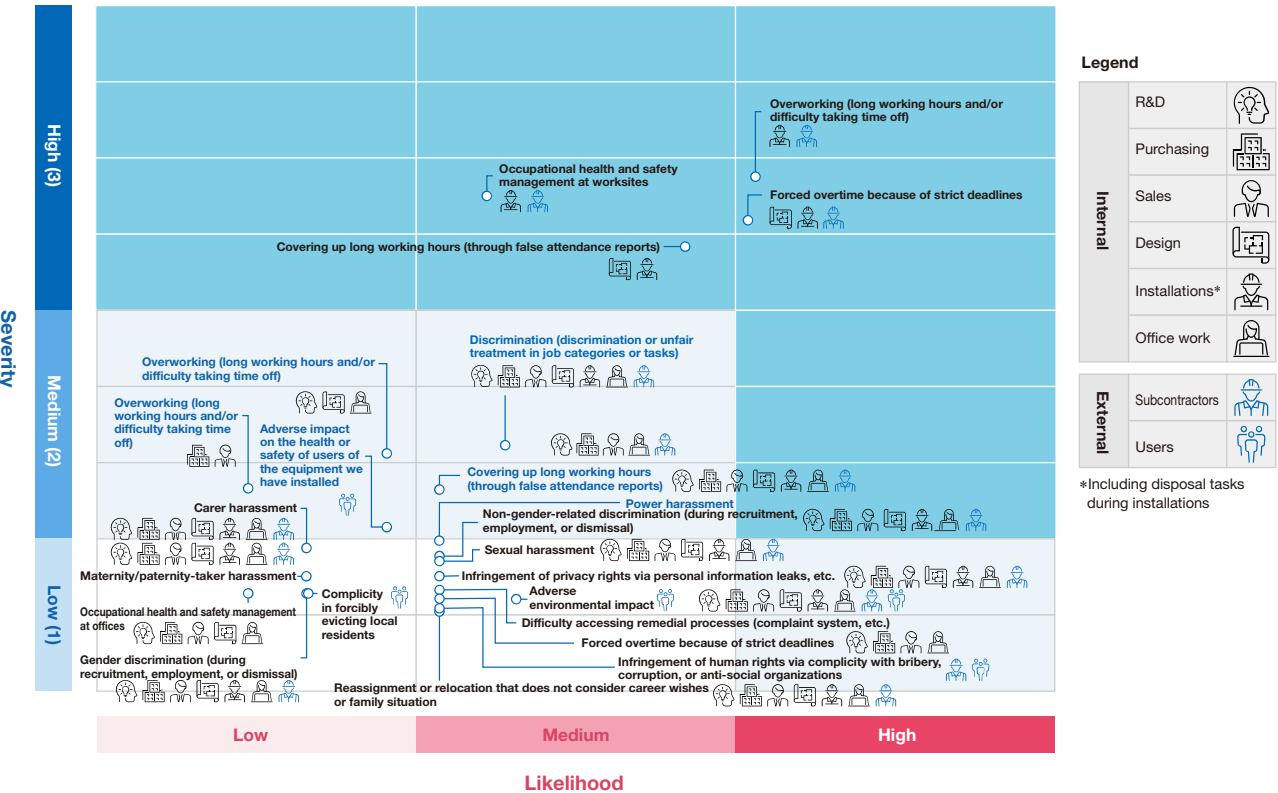 Severity
High (3)
Medium (2)
Low (1)
Overworking (long working hours and/or
difficulty taking time off)
Occupational health and safety
management at worksites
Forced overtime because of strict deadlines
Covering up long working hours (through false attendance reports)
Discrimination (discrimination or unfair
treatment in job categories or tasks)
Overworking (long working hours and/or
difficulty taking time off)
Overworking (long
working hours and/or
difficulty taking time
off)
Adverse impact
on the health or
safety of users of
the equipment we
have installed
Covering up long working hours
(through false attendance reports)
Power harassment
Carer harassment
Non-gender-related discrimination (during recruitment,
employment, or dismissal)
Sexual harassment
Maternity/paternity-taker harassment
Infringement of privacy rights via personal information leaks, etc.
Complicity
in forcibly
evicting local
residents
Adverse
environmental impact
Occupational health and safety management
at offices
Difficulty accessing remedial processes (complaint system, etc.)
Forced overtime because of strict deadlines
Gender discrimination (during
recruitment, employment, or dismissal)
Infringement of human rights via complicity with bribery,
corruption, or anti-social organizations
Reassignment or relocation that does not consider career wishes
or family situation
Low
Medium
High
Likelihood
Legend
Internal
R&D
Purchasing
Sales
Design
Installations*
Office work
External
Subcontractors
Users
*Including disposal tasks
during installations